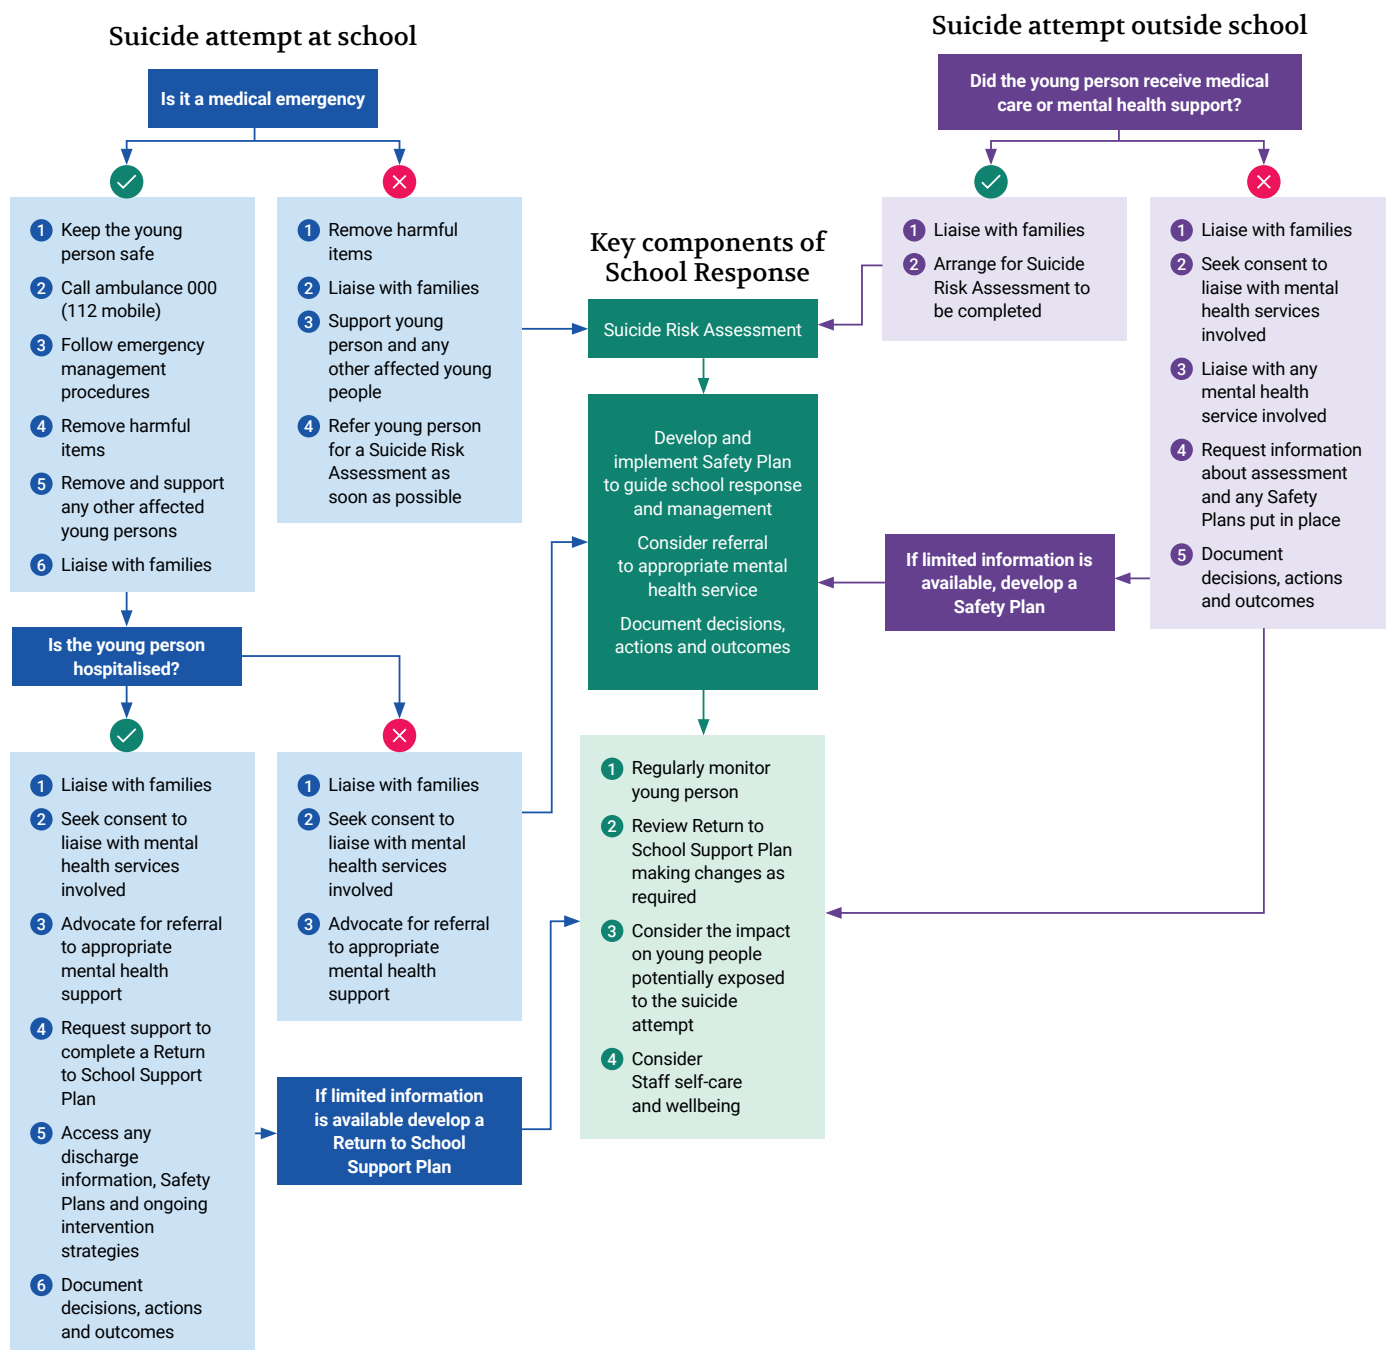 Suicide attempt at school
Is it a medical emergency
1 Keep the young
person safe
2 Call ambulance 000
(112 mobile)
3 Follow emergency
management
procedures
4 Remove harmful
items
5 Remove and support
any other affected
young persons
6 Liaise with families
1 Remove harmful
items
2 Liaise with families
3 Support young
person and any
other affected young
people
4 Refer young person
for a Suicide Risk
Assessment as
soon as possible
Is the young person
hospitalised?
1 Liaise with families
2 Seek consent to
liaise with mental
health services
involved
3 Advocate for referral
to appropriate
mental health
support
4 Request support to
complete a Return
to School Support
Plan
5 Access any
discharge
information, Safety
Plans and ongoing
intervention
strategies
6 Document
decisions, actions
and outcomes
1 Liaise with families
2 Seek consent to
liaise with mental
health services
involved
3 Advocate for referral
to appropriate
mental health
support
If limited information
is available develop a
Return to School
Support Plan
Key components of
School Response
Suicide Risk Assessment
Develop and
implement Safety Plan
to guide school response
and management
Consider referral
to appropriate mental
health service
Document decisions,
actions and outcomes
1 Regularly monitor
young person
2 Review Return to
School Support Plan
making changes as
required
3 Consider the impact
on young people
potentially exposed
to the suicide
attempt
4 Consider
Staff self-care
and wellbeing
Suicide attempt outside school
Did the young person receive medical
care or mental health support?
1 Liaise with families
2 Arrange for Suicide
Risk Assessment to
be completed
1 Liaise with families
2 Seek consent to
liaise with mental
health services
involved
3 Liaise with any
mental health
service involved
4 Request information
about assessment
and any Safety
Plans put in place
5 Document
decisions, actions
and outcomes
If limited information is
available, develop a
Safety Plan